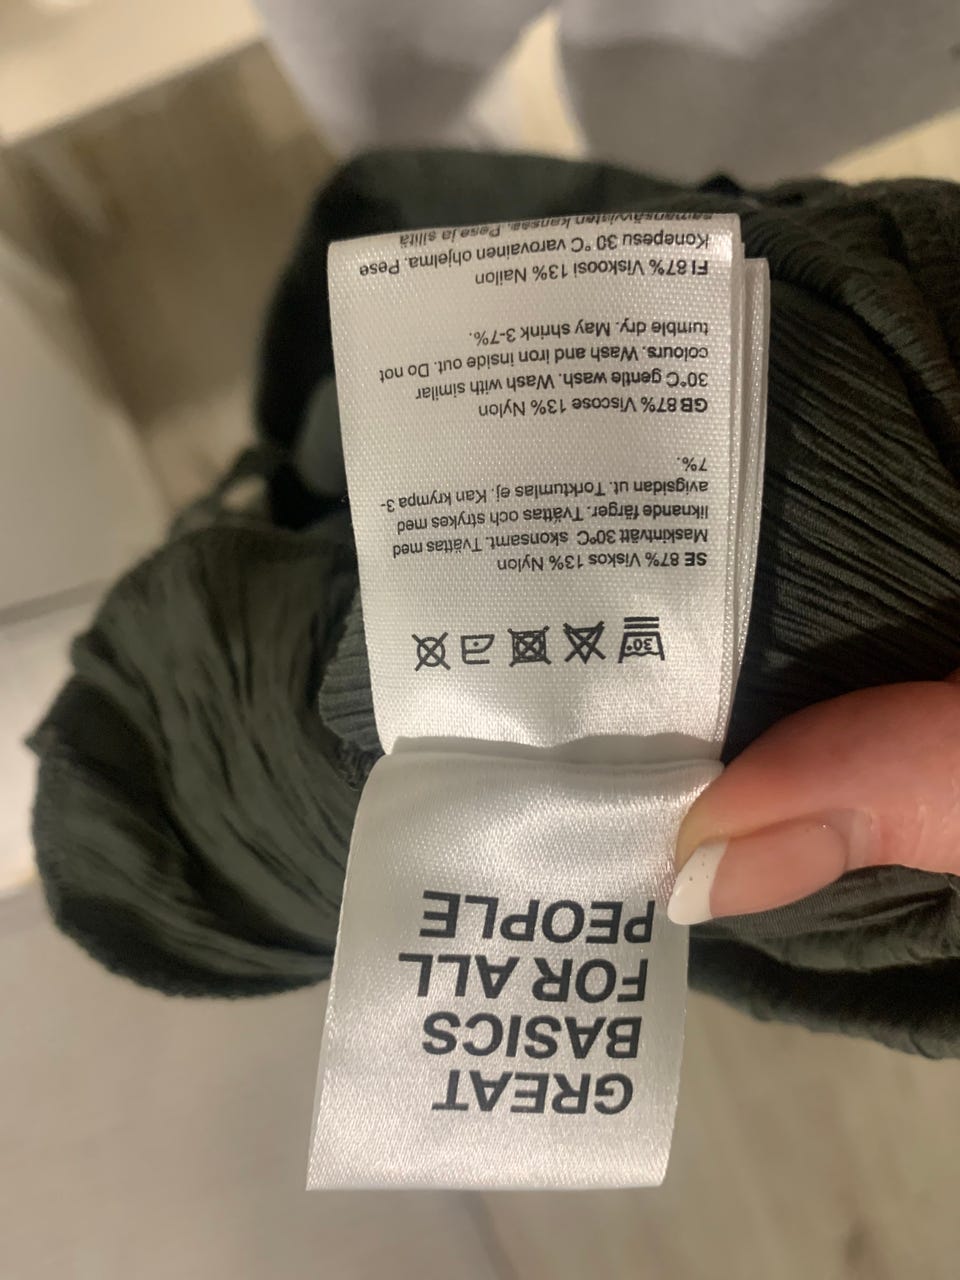 GREAT
BASICS
FOR ALL
PEOPLE
30°
SE 87% Viskos 13% Nylon
Maskintvätt 30°C skonsamt. Tvättas med
liknande färger. Tvättas och strykes med
avigsidan ut. Torktumlas ej. Kan krympa 3-
7%.
GB 87% Viscose 13% Nylon
30°C gentle wash. Wash with similar
colours. Wash and iron inside out. Do not
tumble dry. May shrink 3-7%.
FI 87% Viskoosi 13% Nailon
Konepesu 30 °C varovainen ohjelma. Pese
samansävyisten kanssa. Pese ja silitä